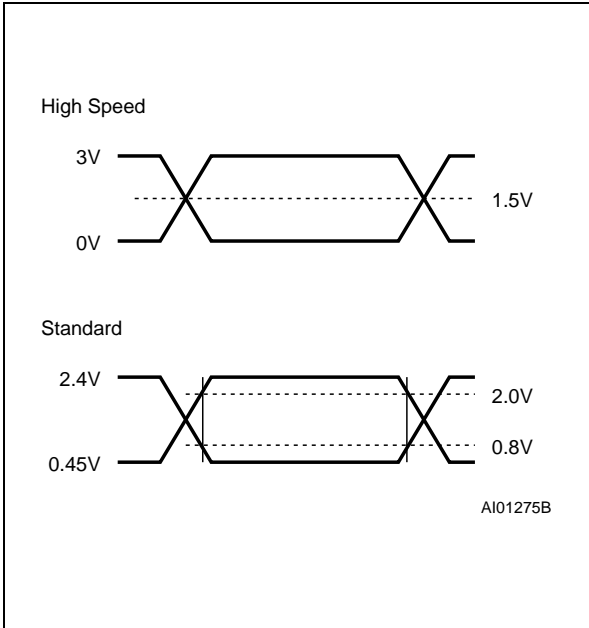 High Speed
3V
1.5V
0V
Standard
2.4V
2.0V
0.8V
0.45V
AI01275B